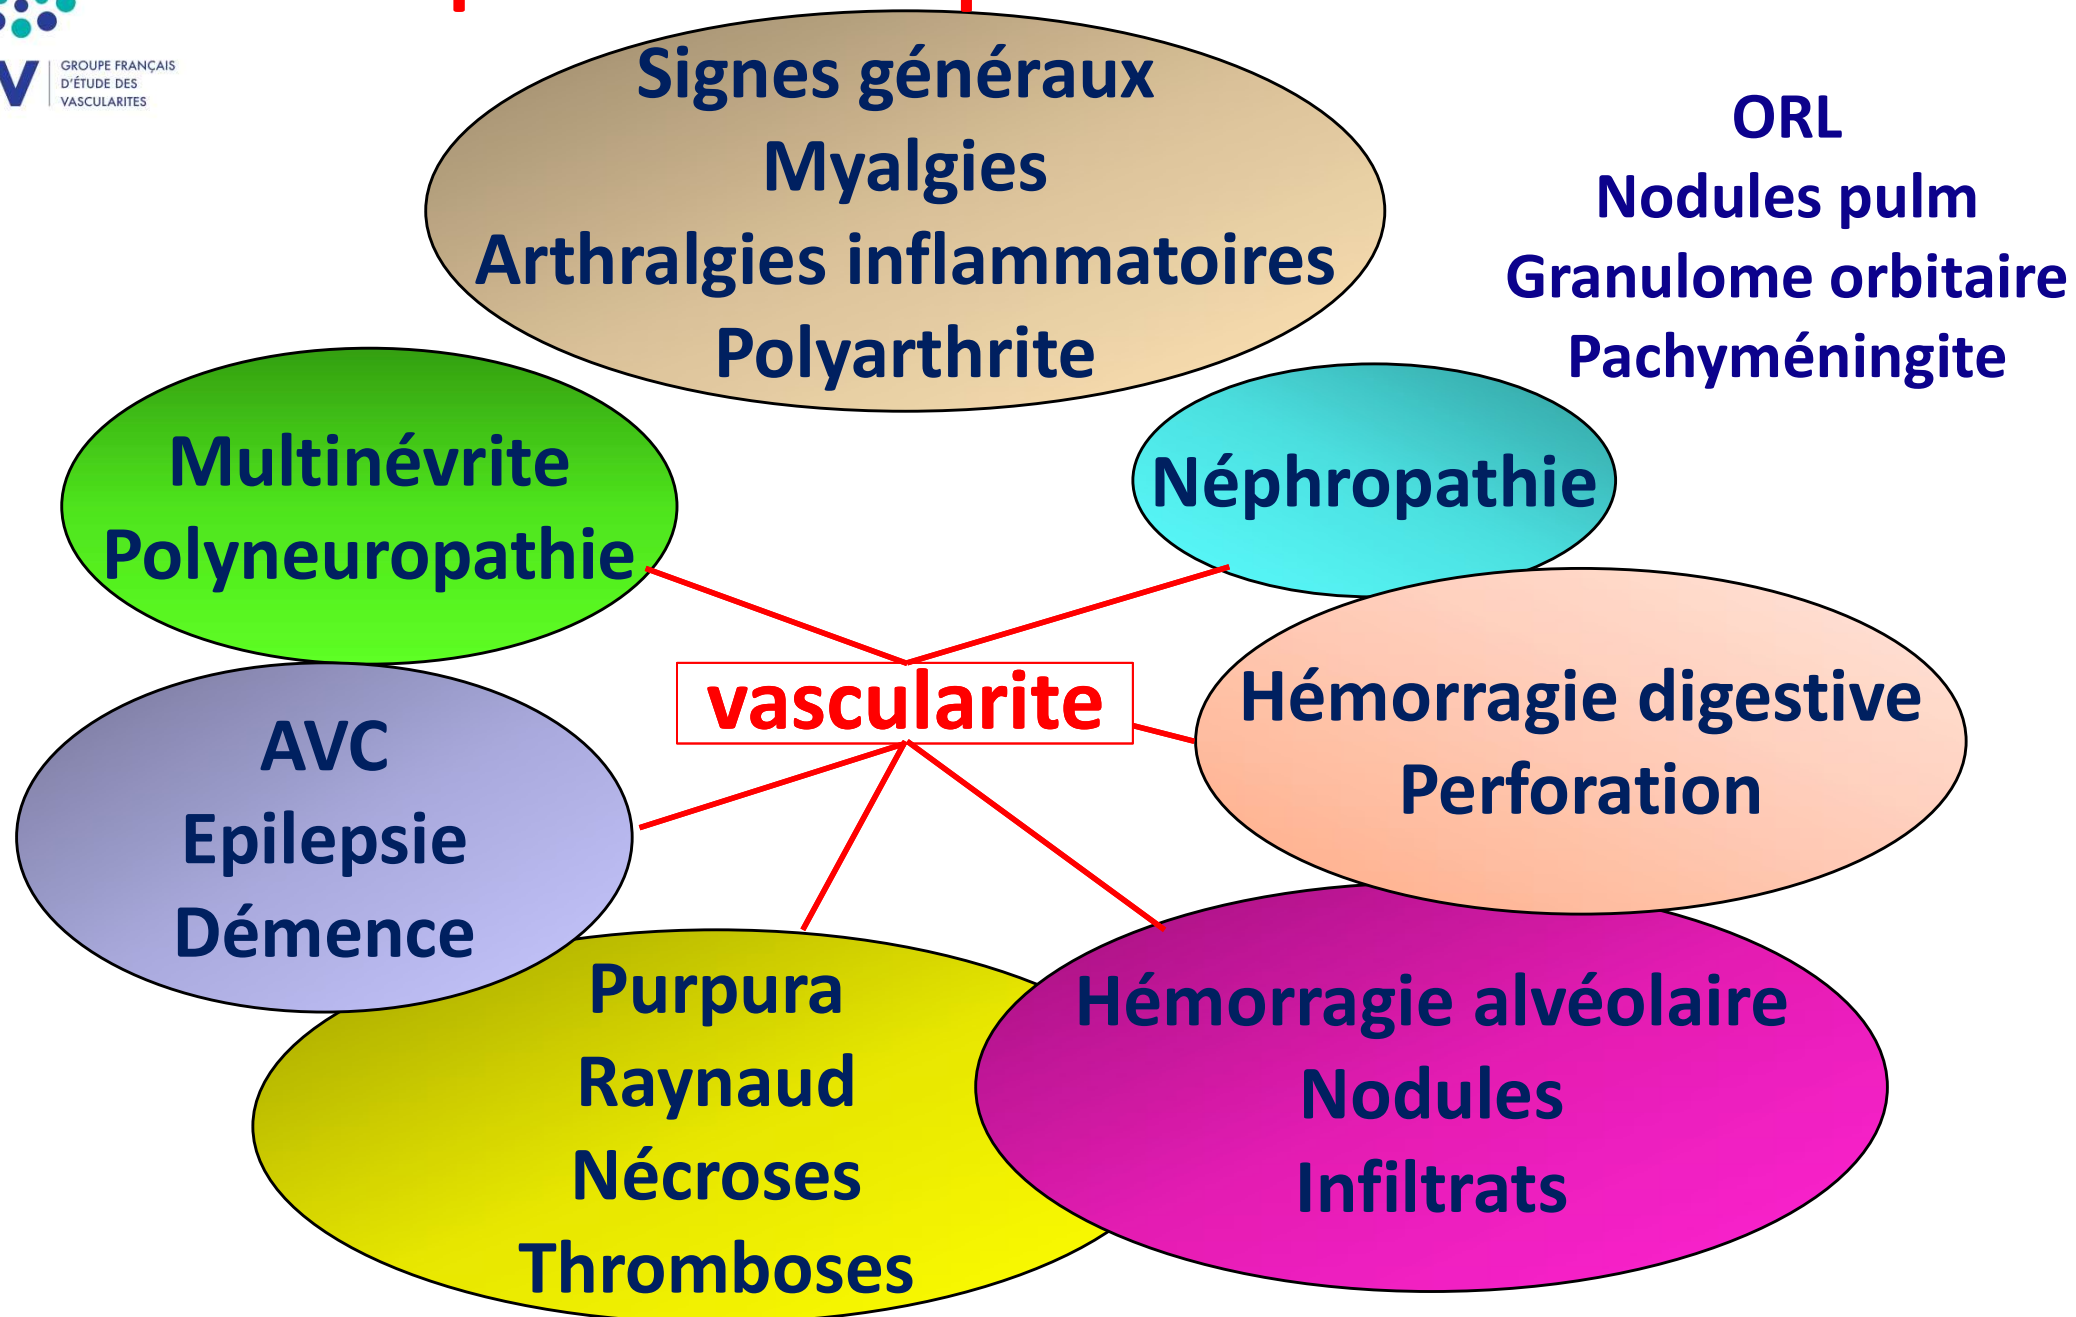 V
GROUPE FRANÇAIS
D'ÉTUDE DES
VASCULARITES
Signes généraux
Myalgies
Arthralgies inflammatoires
Polyarthrite
ORL
Nodules pulm
Granulome orbitaire
Pachyméningite
Multinévrite
Polyneuropathie
Néphropathie
vascularite
Hémorragie digestive
Perforation
AVC
Epilepsie
Démence
Purpura
Raynaud
Nécroses
Thromboses
Hémorragie alvéolaire
Nodules
Infiltrats